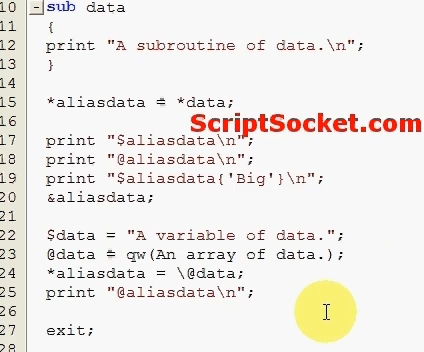 10 sub data
11 {
12 print "A subroutine of data.\n";
13 }
14
15 *aliasdata = *data;
16
ScriptSocket.com
17 print "$aliasdata\n";
18 print "@aliasdata\n";
19 print "$aliasdata{'Big'}\n";
20 &aliasdata;
21
22 $data = "A variable of data.";
23 @data = qw(An array of data.);
24 *aliasdata = \@data;
25 print "@aliasdata\n";
26
27 exit;
28